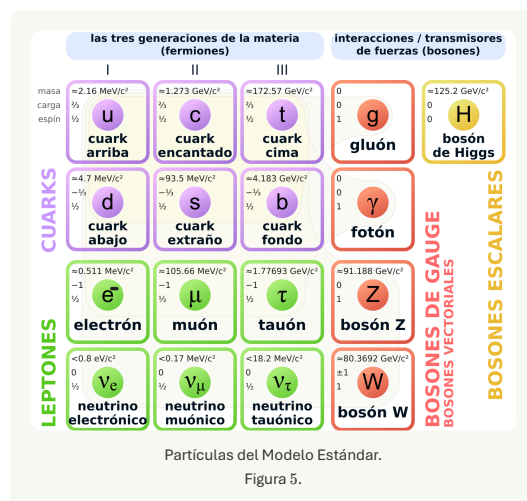 las tres generaciones de la materia
(fermiones)
interacciones / transmisores
de fuerzas (bosones)
I
II
III
masa
carga
espín
≈2.16 MeV/c²
⅔
½
u
cuark
arriba
≈1.273 GeV/c²
⅔
½
c
cuark
encantado
≈172.57 GeV/c²
⅔
½
t
cuark
cima
0
0
1
g
gluón
≈125.2 GeV/c²
0
0
H
bosón
de Higgs
CUARKS
≈4.7 MeV/c²
−⅓
½
d
cuark
abajo
≈93.5 MeV/c²
−⅓
½
s
cuark
extraño
≈4.183 GeV/c²
−⅓
½
b
cuark
fondo
0
0
1
γ
fotón
LEPTONES
≈0.511 MeV/c²
−1
½
e⁻
electrón
≈105.66 MeV/c²
−1
½
μ
muón
≈1.77693 GeV/c²
−1
½
τ
tauón
≈91.188 GeV/c²
0
1
Z
bosón Z
<0.8 eV/c²
0
½
νe
neutrino
electrónico
<0.17 MeV/c²
0
½
νμ
neutrino
muónico
<18.2 MeV/c²
0
½
ντ
neutrino
tauónico
≈80.3692 GeV/c²
±1
1
W
bosón W
BOSONES DE GAUGE
BOSONES VECTORIALES
BOSONES ESCALARES
Partículas del Modelo Estándar.
Figura 5.